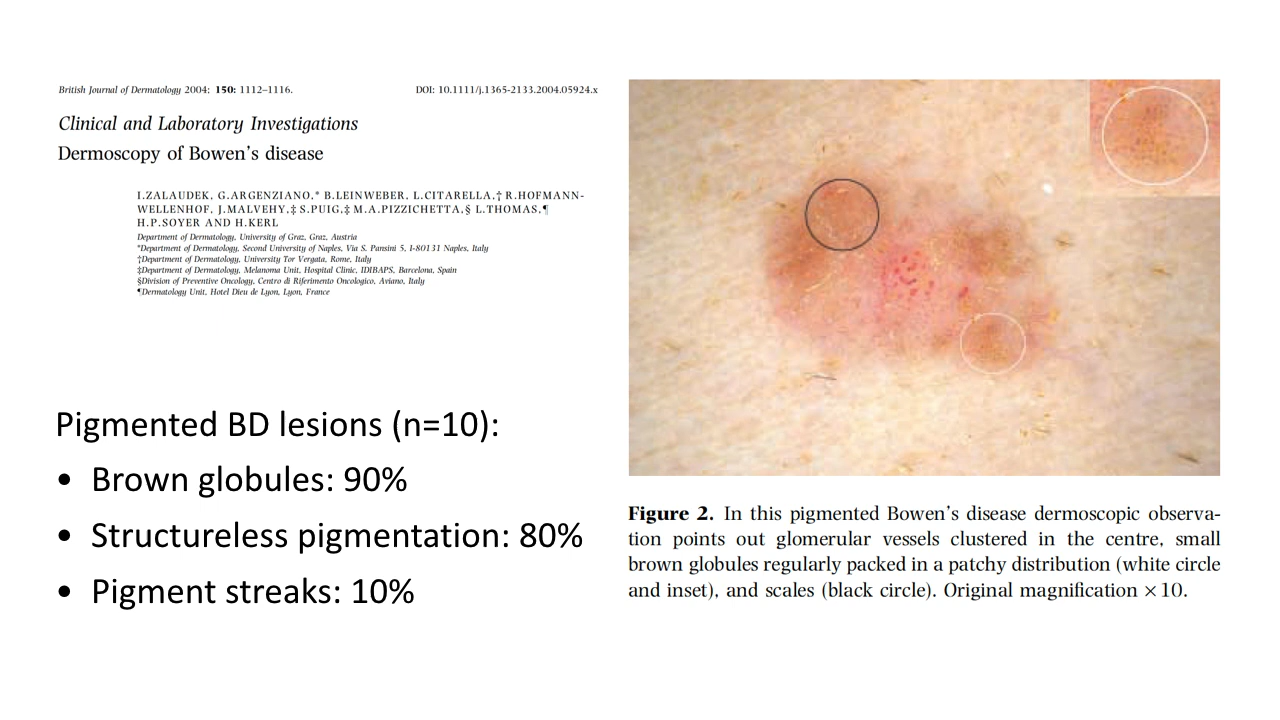 British Journal of Dermatology 2004; 150: 1112–1116.
DOI: 10.1111/j.1365-2133.2004.05924.x
Clinical and Laboratory Investigations
Dermoscopy of Bowen’s disease
I.ZALAUDEK, G.ARGENZIANO,* B.LEINWEBER, L.CITARELLA,† R.HOFMANN-
WELLENHOF, J.MALVEHY,‡ S.PUIG,‡ M.A.PIZZICHETTA,§ L.THOMAS,¶
H.P.SOYER AND H.KERL
Department of Dermatology, University of Graz, Graz, Austria
*Department of Dermatology, Second University of Naples, Via S. Pansini 5, I-80131 Naples, Italy
†Department of Dermatology, University Tor Vergata, Rome, Italy
‡Department of Dermatology, Melanoma Unit, Hospital Clinic, IDIBAPS, Barcelona, Spain
§Division of Preventive Oncology, Centro di Riferimento Oncologico, Aviano, Italy
¶Dermatology Unit, Hotel Dieu de Lyon, Lyon, France
Pigmented BD lesions (n=10):
• Brown globules: 90%
• Structureless pigmentation: 80%
• Pigment streaks: 10%
Figure 2. In this pigmented Bowen’s disease dermoscopic observa-
tion points out glomerular vessels clustered in the centre, small
brown globules regularly packed in a patchy distribution (white circle
and inset), and scales (black circle). Original magnification ×10.